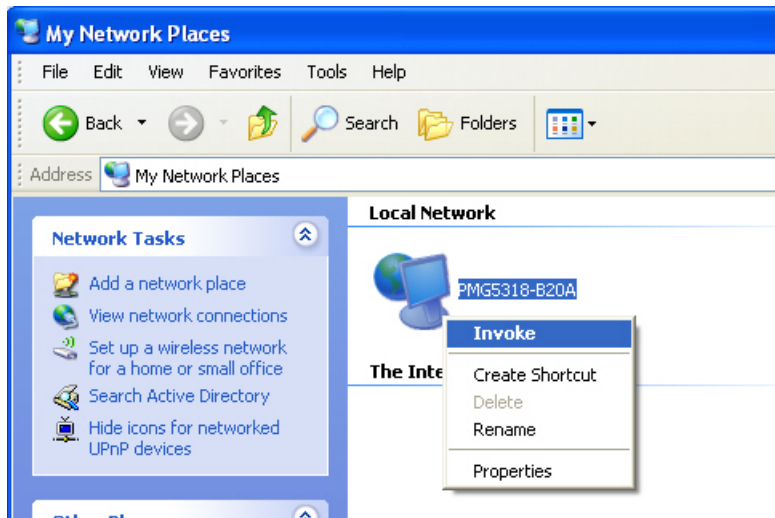 My Network Places
File Edit View Favorites Tools Help
Back Search Folders
Address My Network Places
Network Tasks
Add a network place
View network connections
Set up a wireless network
for a home or small office
Search Active Directory
Hide icons for networked
UPnP devices
Local Network
PMG5318-B20A
Invoke
Create Shortcut
Delete
Rename
Properties
The Inte